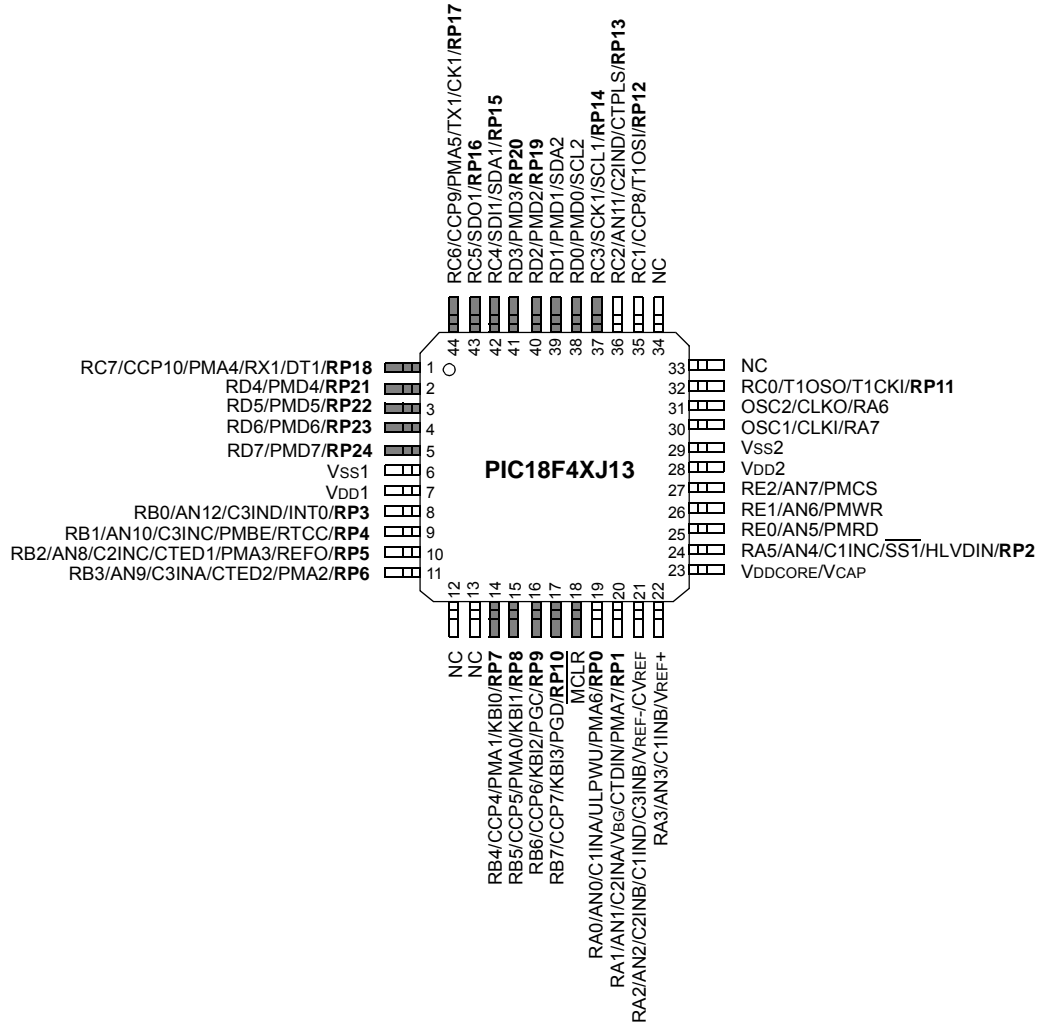 RC6/CCP9/PMA5/TX1/CK1/RP17
RC5/SDO1/RP16
RC4/SDI1/SDA1/RP15
RD3/PMD3/RP20
RD2/PMD2/RP19
RD1/PMD1/SDA2
RD0/PMD0/SCL2
RC3/SCK1/SCL1/RP14
RC2/AN11/C2IND/CTPLS/RP13
RC1/CCP8/T1OSI/RP12
NC
44
43
42
41
40
39
38
37
36
35
34
RC7/CCP10/PMA4/RX1/DT1/RP18 1
RD4/PMD4/RP21 2
RD5/PMD5/RP22 3
RD6/PMD6/RP23 4
RD7/PMD7/RP24 5
VSS1 6
VDD1 7
RB0/AN12/C3IND/INT0/RP3 8
RB1/AN10/C3INC/PMBE/RTCC/RP4 9
RB2/AN8/C2INC/CTED1/PMA3/REFO/RP5 10
RB3/AN9/C3INA/CTED2/PMA2/RP6 11
PIC18F4XJ13
33 NC
32 RC0/T1OSO/T1CKI/RP11
31 OSC2/CLKO/RA6
30 OSC1/CLKI/RA7
29 VSS2
28 VDD2
27 RE2/AN7/PMCS
26 RE1/AN6/PMWR
25 RE0/AN5/PMRD
24 RA5/AN4/C1INC/SS1/HLVDIN/RP2
23 VDDCORE/VCAP
12
13
14
15
16
17
18
19
20
21
22
NC
NC
RB4/CCP4/PMA1/KBI0/RP7
RB5/CCP5/PMA0/KBI1/RP8
RB6/CCP6/KBI2/PGC/RP9
RB7/CCP7/KBI3/PGD/RP10
MCLR
RA0/AN0/C1INA/ULPWU/PMA6/RP0
RA1/AN1/C2INA/VBG/CTDIN/PMA7/RP1
RA2/AN2/C2INB/C1IND/C3INB/VREF-/CVREF
RA3/AN3/C1INB/VREF+